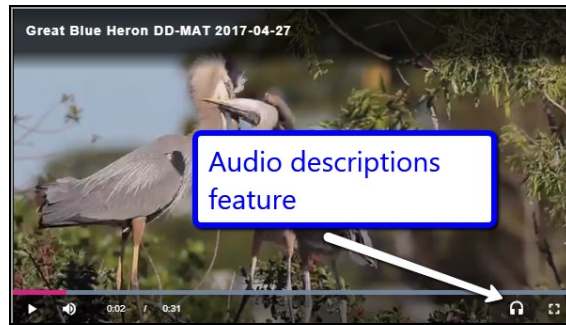 Great Blue Heron DD-MAT 2017-04-27
Audio descriptions
feature
0:02 / 0:31